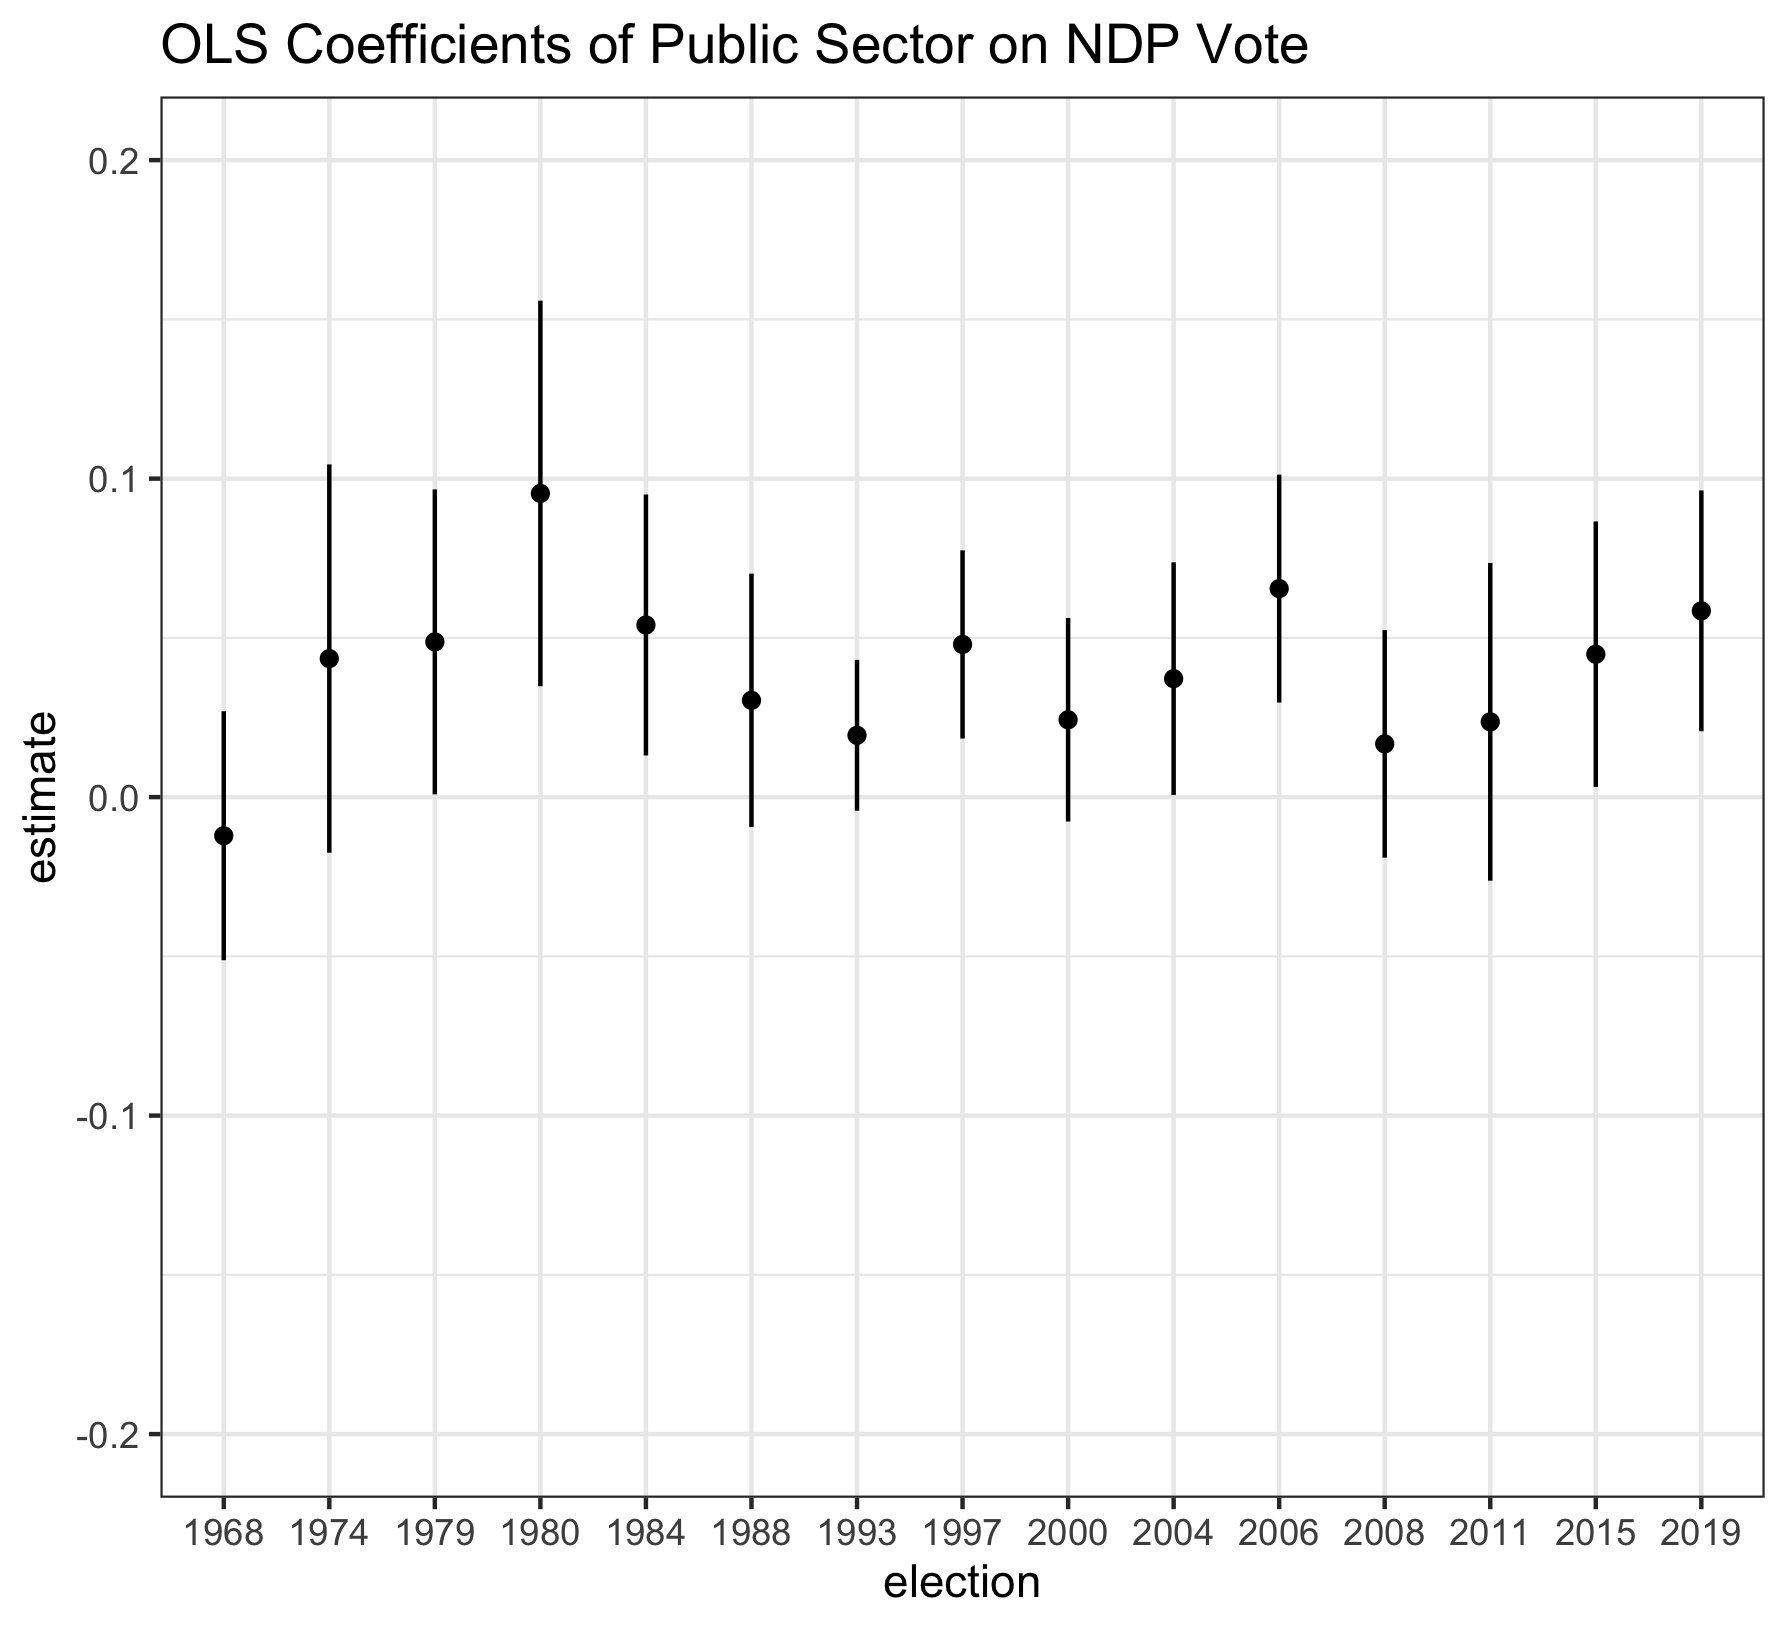 OLS Coefficients of Public Sector on NDP Vote
0.2
0.1
0.0
-0.1
-0.2
estimate
1968 1974 1979 1980 1984 1988 1993 1997 2000 2004 2006 2008 2011 2015 2019
election